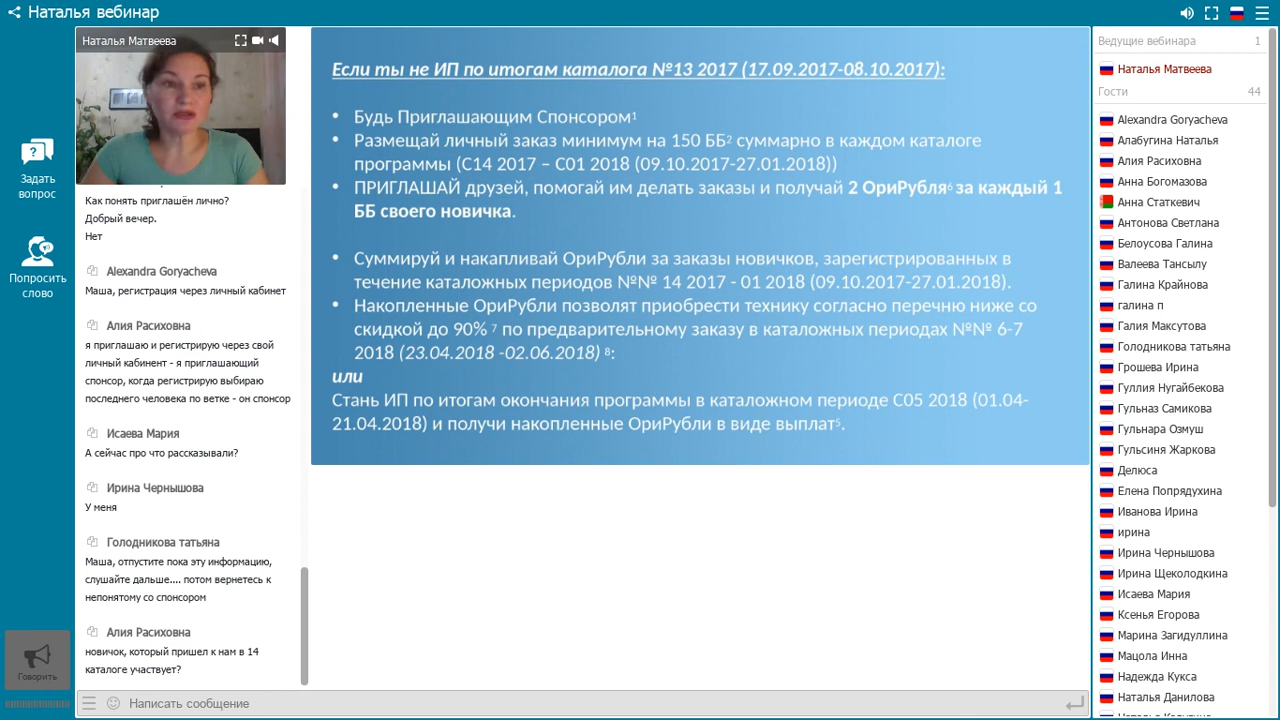 Наталья вебинар
Задать
вопрос
Попросить
слово
Говорить
Наталья Матвеева
Как понять приглашён лично?
Добрый вечер.
Нет
Alexandra Goryacheva
Маша, регистрация через личный кабинет
Алия Расиховна
я приглашаю и регистрирую через свой
личный кабинент - я приглашающий
спонсор, когда регистрирую выбираю
последнего человека по ветке - он спонсор
Исаева Мария
А сейчас про что рассказывали?
Ирина Чернышова
У меня
Голодникова татьяна
Маша, отпустите пока эту информацию,
слушайте дальше.... потом вернетесь к
непонятому со спонсором
Алия Расиховна
новичок, который пришел к нам в 14
каталоге участвует?
Написать сообщение
Если ты не ИП по итогам каталога №13 2017 (17.09.2017-08.10.2017):
• Будь Приглашающим Спонсором1
• Размещай личный заказ минимум на 150 ББ2 суммарно в каждом каталоге
программы (С14 2017 – С01 2018 (09.10.2017-27.01.2018))
• ПРИГЛАШАЙ друзей, помогай им делать заказы и получай 2 ОриРубля6 за каждый 1
ББ своего новичка.
• Суммируй и накапливай ОриРубли за заказы новичков, зарегистрированных в
течение каталожных периодов №№ 14 2017 - 01 2018 (09.10.2017-27.01.2018).
• Накопленные ОриРубли позволят приобрести технику согласно перечню ниже со
скидкой до 90% 7 по предварительному заказу в каталожных периодах №№ 6-7
2018 (23.04.2018 -02.06.2018) 8:
или
Стань ИП по итогам окончания программы в каталожном периоде С05 2018 (01.04-
21.04.2018) и получи накопленные ОриРубли в виде выплат5.
Ведущие вебинара 1
Наталья Матвеева
Гости 44
Alexandra Goryacheva
Алабугина Наталья
Алия Расиховна
Анна Богомазова
Анна Статкевич
Антонова Светлана
Белоусова Галина
Валеева Тансылу
Галина Крайнова
галина п
Галия Максутова
Голодникова татьяна
Грошева Ирина
Гуллия Нугайбекова
Гульназ Самикова
Гульнара Озмуш
Гульсиня Жаркова
Делюса
Елена Попрядухина
Иванова Ирина
ирина
Ирина Чернышова
Ирина Щеколодкина
Исаева Мария
Ксенья Егорова
Марина Загидуллина
Мацола Инна
Надежда Кукса
Наталья Данилова